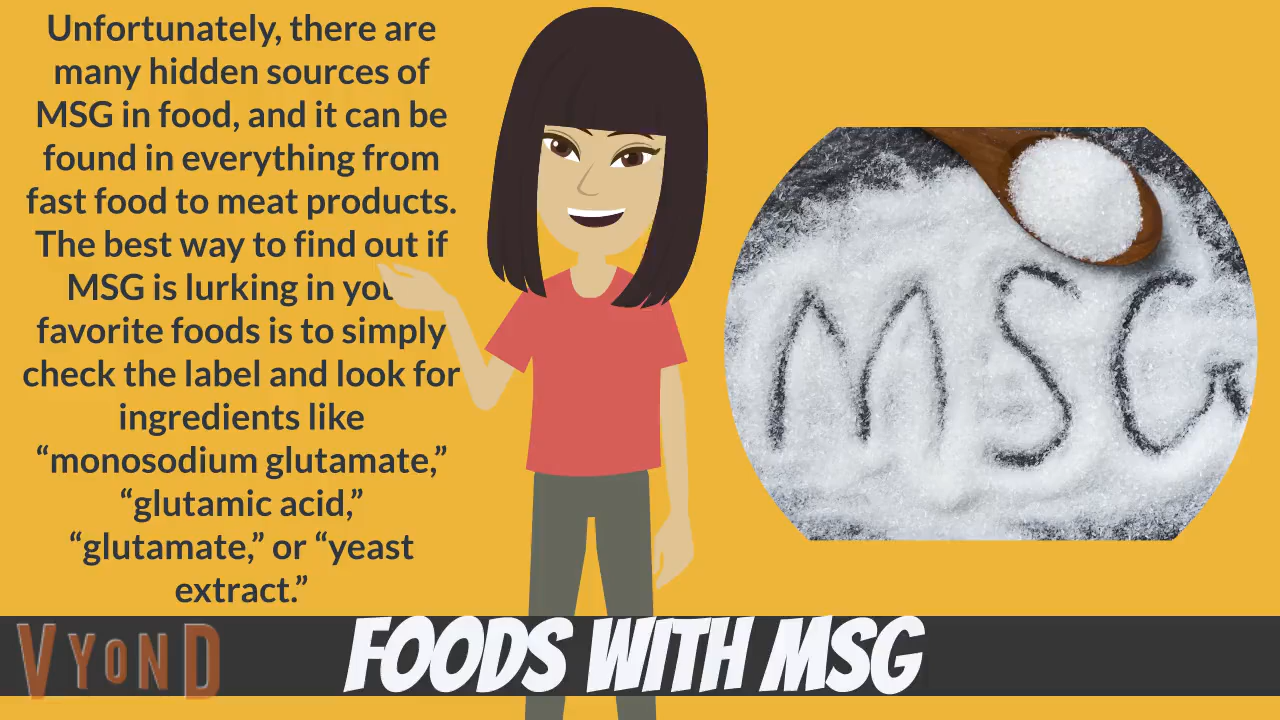 Unfortunately, there are
many hidden sources of
MSG in food, and it can be
found in everything from
fast food to meat products.
The best way to find out if
MSG is lurking in you
favorite foods is to simply
check the label and look for
ingredients like
“monosodium glutamate,”
“glutamic acid,”
“glutamate,” or “yeast
extract.”
MSG
VYOND
FOODS WITH MSG